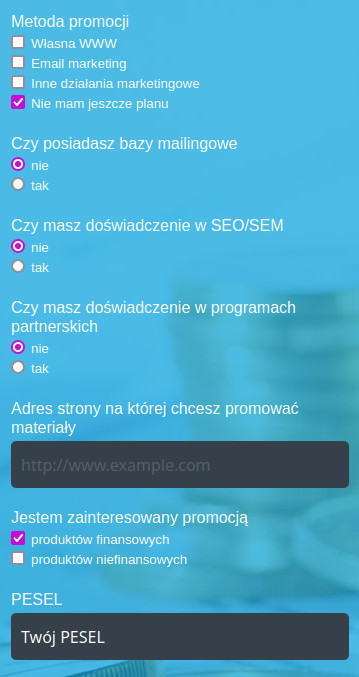 Metoda promocji
Własna WWW
Email marketing
Inne działania marketingowe
Nie mam jeszcze planu
Czy posiadasz bazy mailingowe
nie
tak
Czy masz doświadczenie w SEO/SEM
nie
tak
Czy masz doświadczenie w programach
partnerskich
nie
tak
Adres strony na której chcesz promować
materiały
http://www.example.com
Jestem zainteresowany promocją
produktów finansowych
produktów niefinansowych
PESEL
Twój PESEL